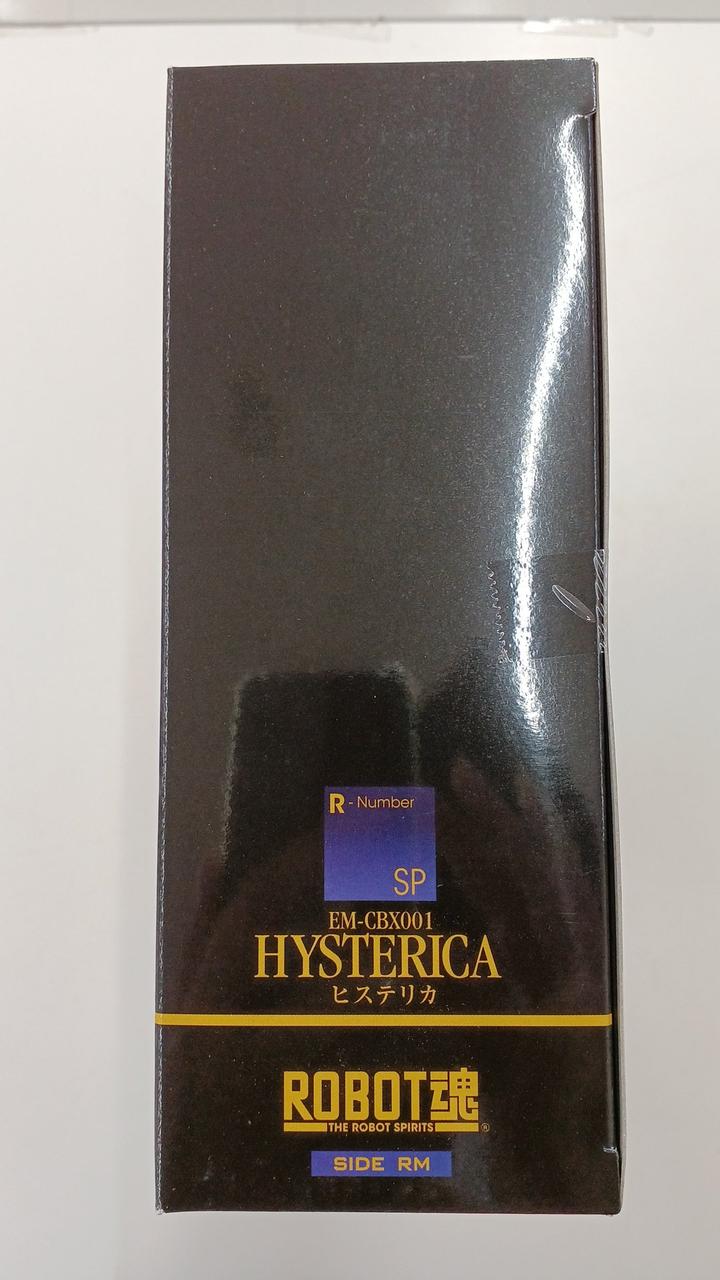 R - Number
SP
EM-CBX001
HYSTERICA
ヒステリカ
ROBOT魂
THE ROBOT SPIRITS ®
SIDE RM